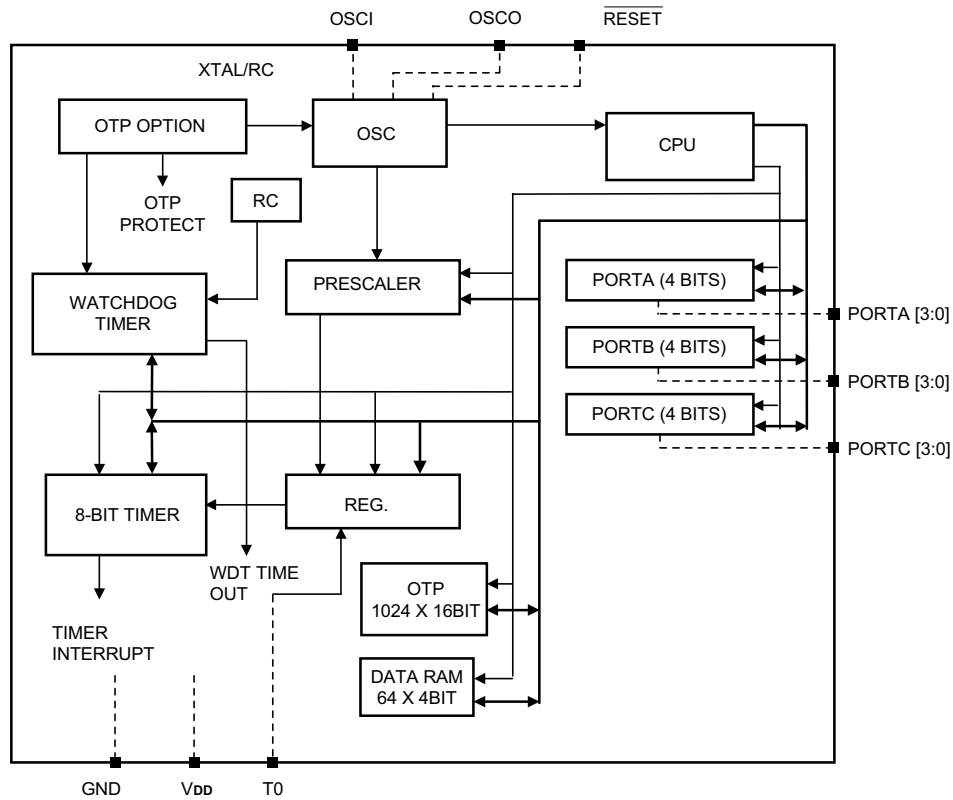 OSCI
OSCO
RESET
XTAL/RC
OTP OPTION
OSC
CPU
OTP
PROTECT
RC
WATCHDOG
TIMER
PRESCALER
PORTA (4 BITS)
PORTA [3:0]
PORTB (4 BITS)
PORTB [3:0]
PORTC (4 BITS)
PORTC [3:0]
8-BIT TIMER
REG.
WDT TIME
OUT
OTP
1024 X 16BIT
TIMER
INTERRUPT
DATA RAM
64 X 4BIT
GND
VDD
T0